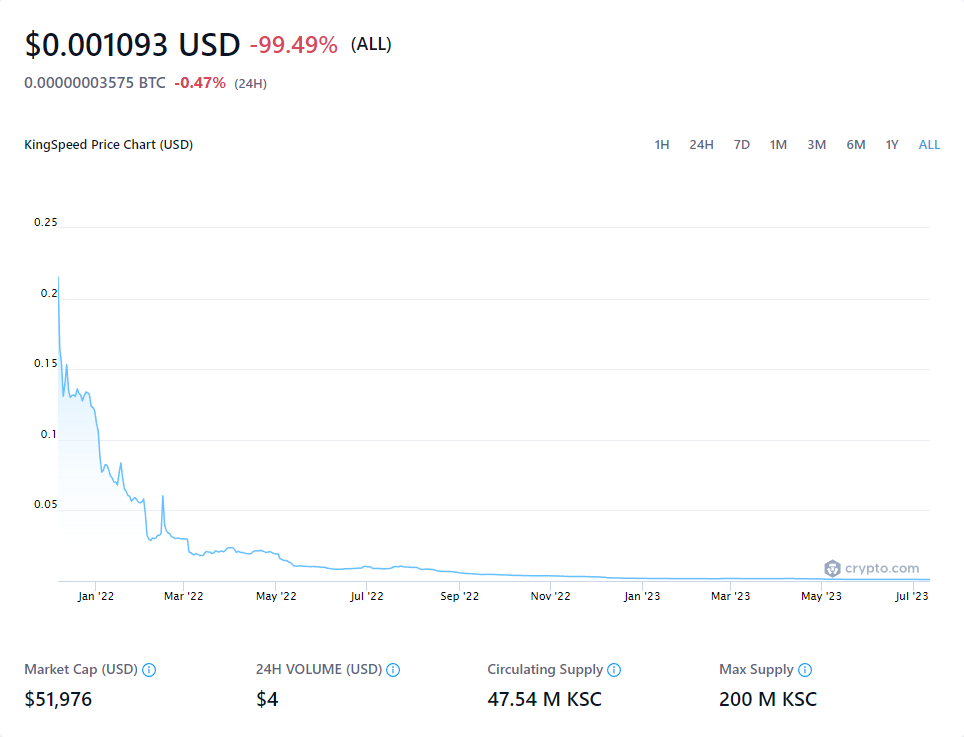 $0.001093 USD -99.49% (ALL)
0.00000003575 BTC -0.47% (24H)
KingSpeed Price Chart (USD) 1H 24H 7D 1M 3M 6M 1Y ALL
0.25
0.2
0.15
0.1
0.05
crypto.com
Jan '22 Mar '22 May '22 Jul '22 Sep '22 Nov '22 Jan '23 Mar '23 May '23 Jul '23
Market Cap (USD) 24H VOLUME (USD) Circulating Supply Max Supply
$51,976 $4 47.54 M KSC 200 M KSC